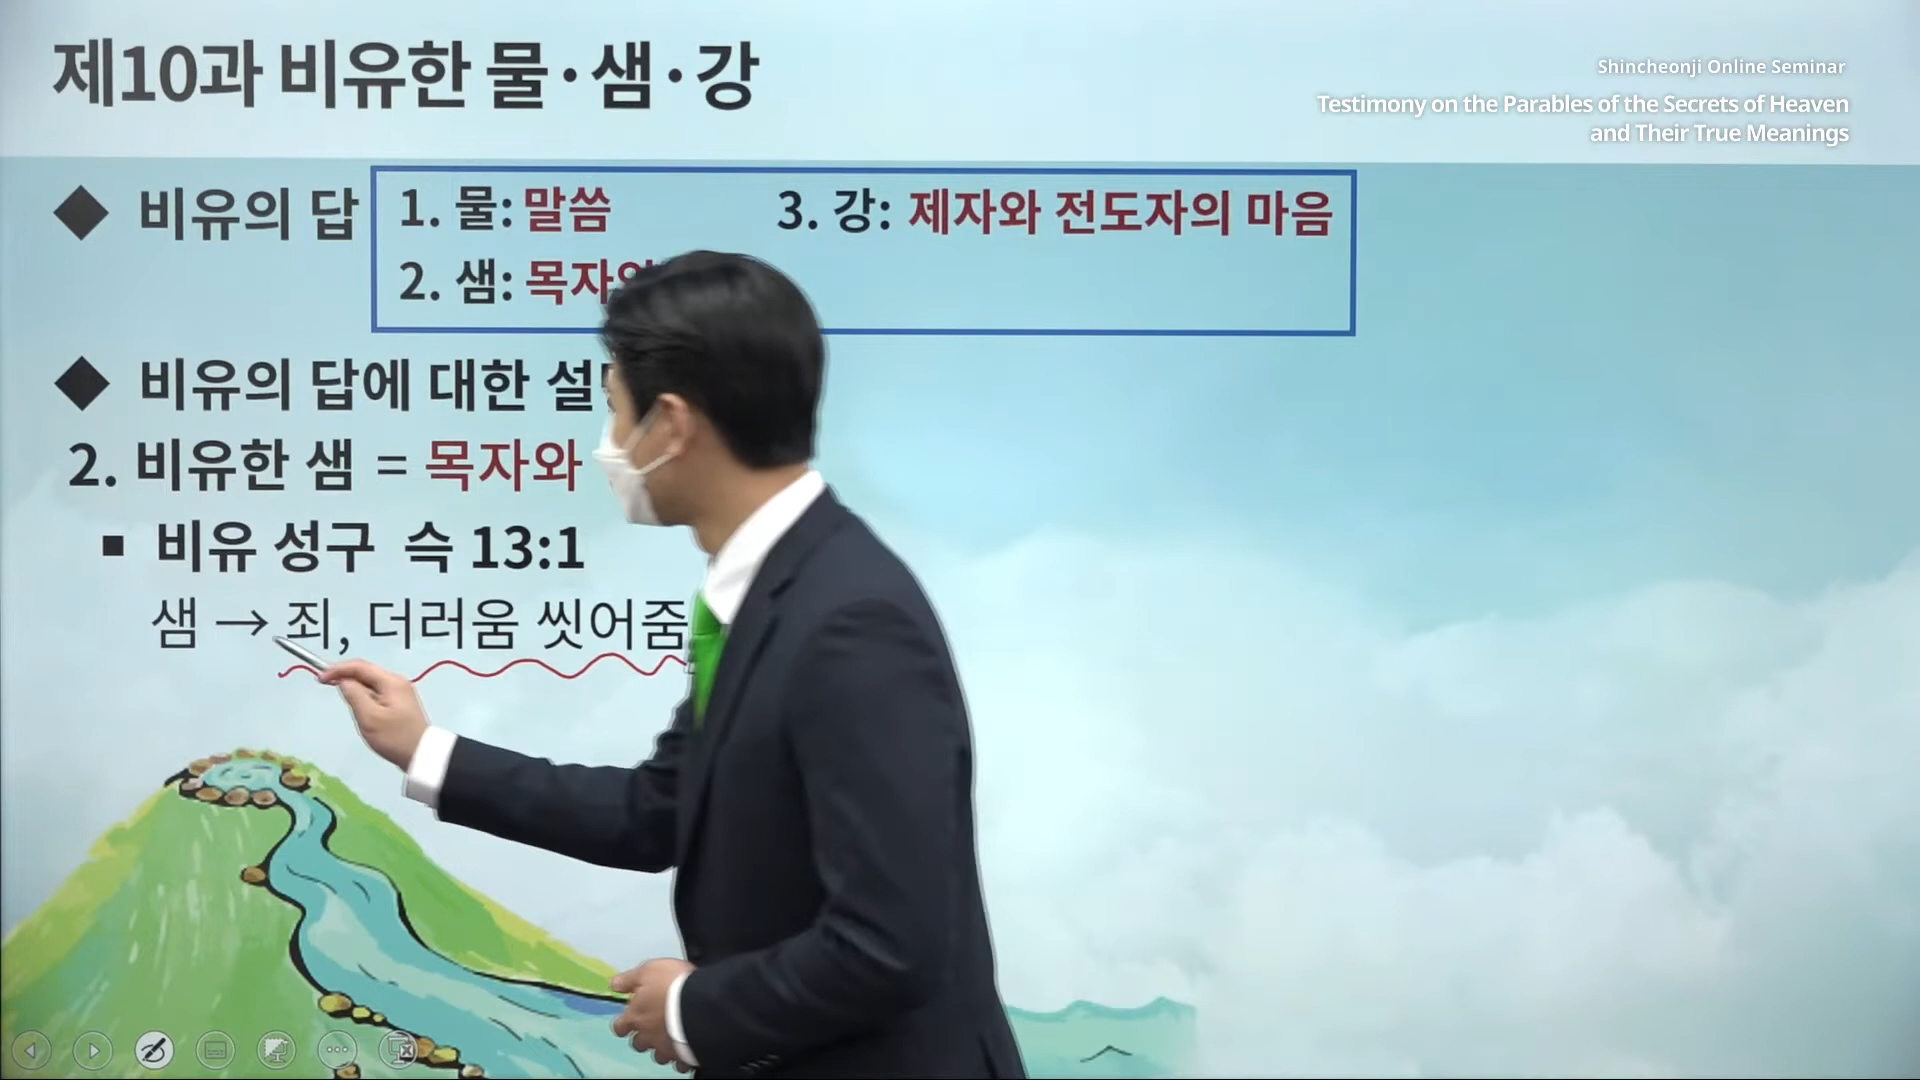 제10과 비유한 물·샘·강
Shincheonji Online Seminar
Testimony on the Parables of the Secrets of Heaven
and Their True Meanings
◆ 비유의 답
1. 물: 말씀
3. 강: 제자와 전도자의 마음
2. 샘: 목자와
◆ 비유의 답에 대한
2. 비유한 샘 = 목자와
▪ 비유 성구 슥 13:1
샘 → 죄, 더러움 씻어줌